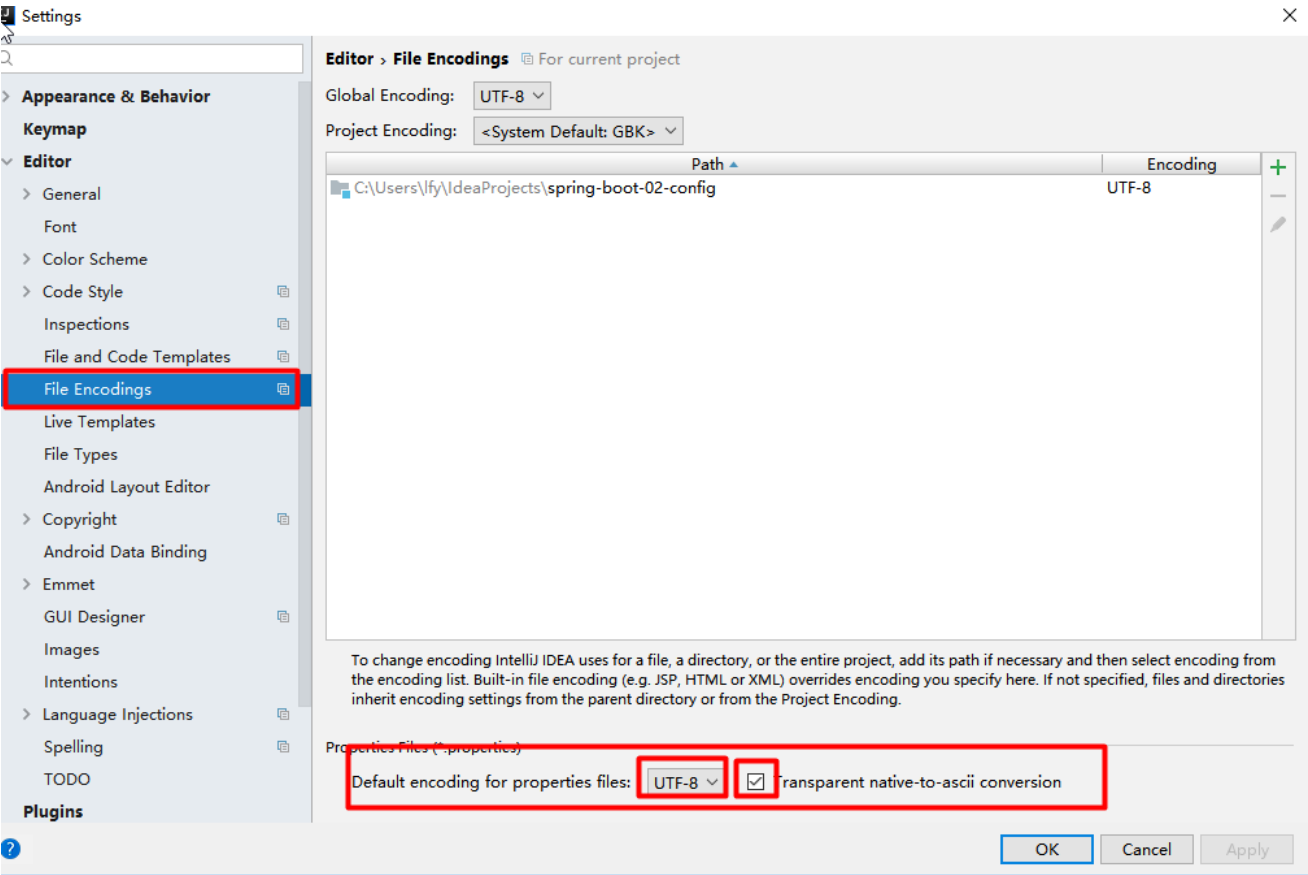 Settings
Appearance & Behavior
Keymap
Editor
General
Font
Color Scheme
Code Style
Inspections
File and Code Templates
File Encodings
Live Templates
File Types
Android Layout Editor
Copyright
Android Data Binding
Emmet
GUI Designer
Images
Intentions
Language Injections
Spelling
TODO
Plugins
Editor › File Encodings For current project
Global Encoding: UTF-8
Project Encoding: <System Default: GBK>
Path Encoding
C:\Users\lfy\IdeaProjects\spring-boot-02-config UTF-8
To change encoding IntelliJ IDEA uses for a file, a directory, or the entire project, add its path if necessary and then select encoding from
the encoding list. Built-in file encoding (e.g. JSP, HTML or XML) overrides encoding you specify here. If not specified, files and directories
inherit encoding settings from the parent directory or from the Project Encoding.
Properties Files (*.properties)
Default encoding for properties files: UTF-8 Transparent native-to-ascii conversion
? OK Cancel Apply